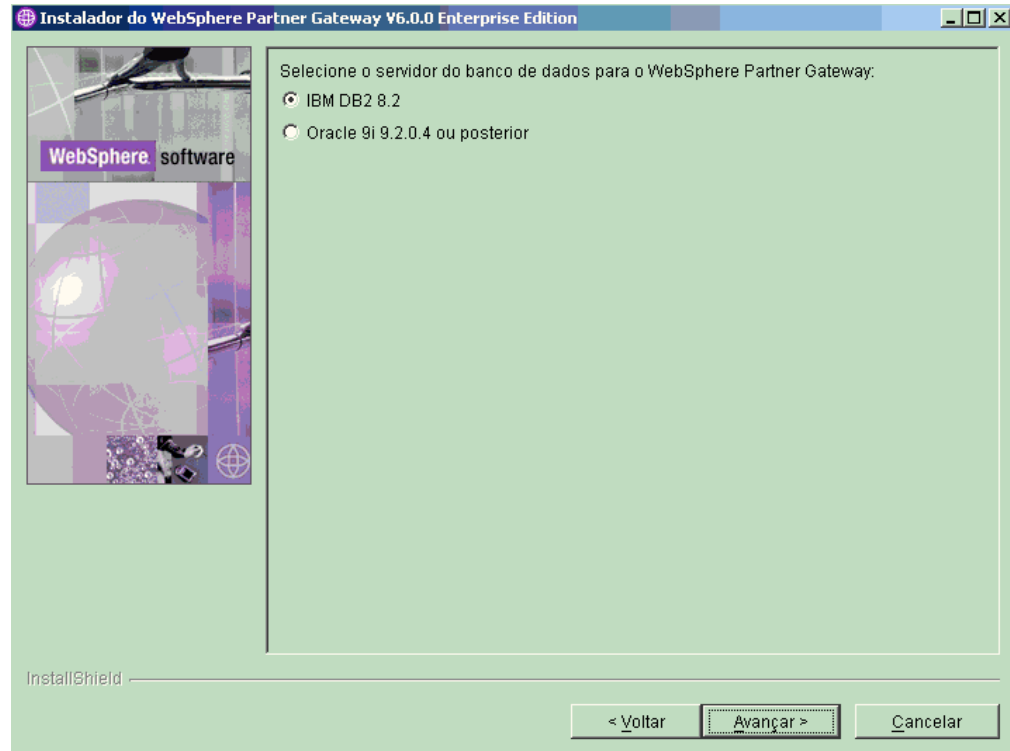 Instalador do WebSphere Partner Gateway V6.0.0 Enterprise Edition
Selecione o servidor do banco de dados para o WebSphere Partner Gateway:
IBM DB2 8.2
Oracle 9i 9.2.0.4 ou posterior
WebSphere. software
InstallShield
< Voltar
Avançar >
Cancelar